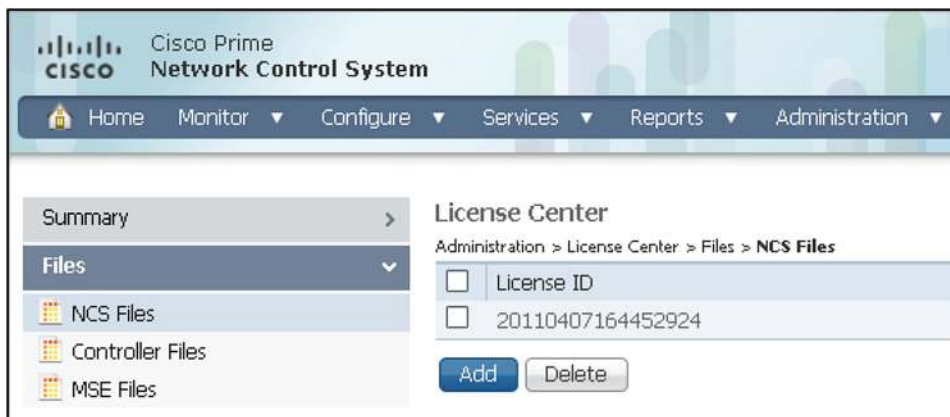 CISCO
Cisco Prime
Network Control System
Home Monitor Configure Services Reports Administration
Summary
Files
NCS Files
Controller Files
MSE Files
License Center
Administration > License Center > Files > NCS Files
License ID
20110407164452924
Add Delete